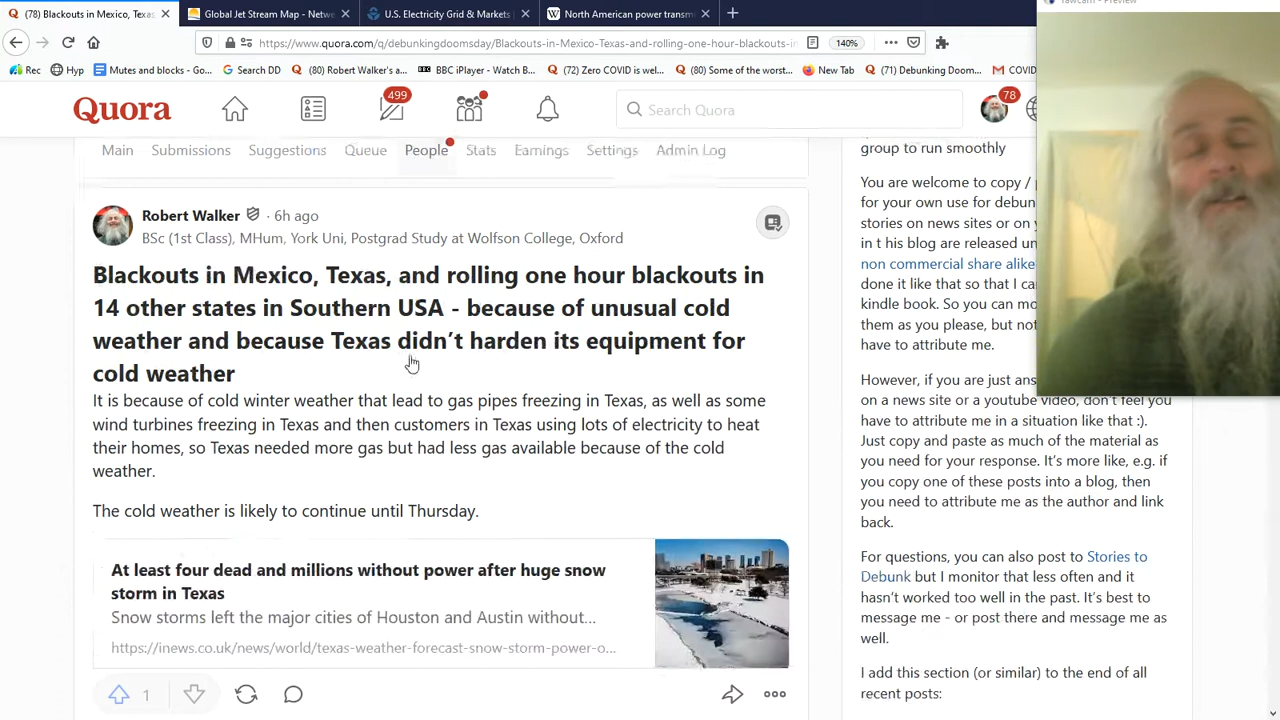 (78) Blackouts in Mexico, Texas
Global Jet Stream Map - Netwe
U.S. Electricity Grid & Markets |
North American power transm
Yawcam - Preview
https://www.quora.com/q/debunkingdoomsday/Blackouts-in-Mexico-Texas-and-rolling-one-hour-blackouts-in
140%
Rec
Hyp
Mutes and blocks - Go...
Search DD
(80) Robert Walker's a...
BBC iPlayer - Watch B...
(72) Zero COVID is wel...
(80) Some of the worst...
New Tab
(71) Debunking Doom...
COVID
Quora
499
Search Quora
78
Main
Submissions
Suggestions
Queue
People
Stats
Earnings
Settings
Admin Log
Robert Walker · 6h ago
BSc (1st Class), MHum, York Uni, Postgrad Study at Wolfson College, Oxford
Blackouts in Mexico, Texas, and rolling one hour blackouts in
14 other states in Southern USA - because of unusual cold
weather and because Texas didn't harden its equipment for
cold weather
It is because of cold winter weather that lead to gas pipes freezing in Texas, as well as some
wind turbines freezing in Texas and then customers in Texas using lots of electricity to heat
their homes, so Texas needed more gas but had less gas available because of the cold
weather.
The cold weather is likely to continue until Thursday.
At least four dead and millions without power after huge snow
storm in Texas
Snow storms left the major cities of Houston and Austin without...
https://inews.co.uk/news/world/texas-weather-forecast-snow-storm-power-o...
1
group to run smoothly
You are welcome to copy /
for your own use for debun
stories on news sites or on
in t his blog are released un
non commercial share alike
done it like that so that I ca
kindle book. So you can mo
them as you please, but not
have to attribute me.
However, if you are just ans
on a news site or a youtube video, don't feel you
have to attribute me in a situation like that :).
Just copy and paste as much of the material as
you need for your response. It's more like, e.g. if
you copy one of these posts into a blog, then
you need to attribute me as the author and link
back.
For questions, you can also post to Stories to
Debunk but I monitor that less often and it
hasn't worked too well in the past. It's best to
message me - or post there and message me as
well.
I add this section (or similar) to the end of all
recent posts: